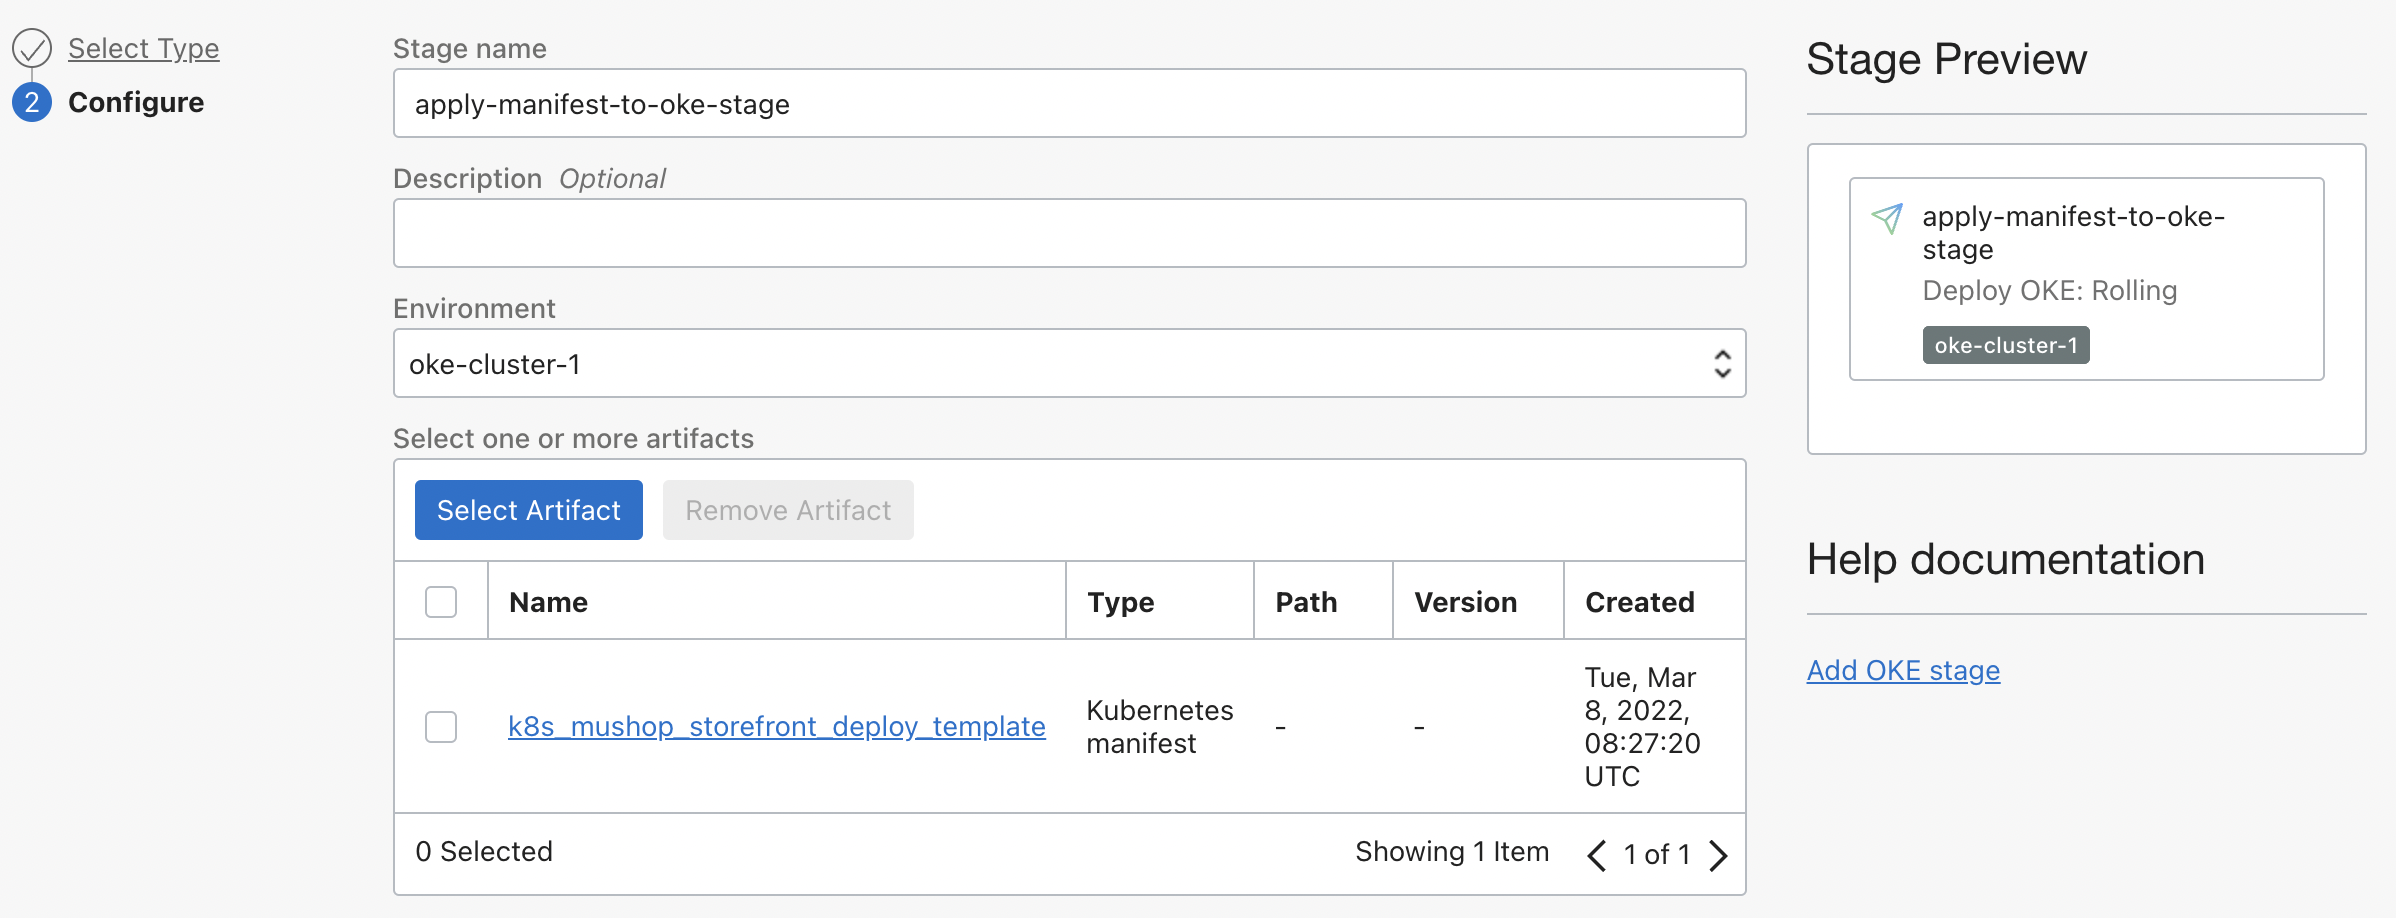 Select Type
2 Configure
Stage name
apply-manifest-to-oke-stage
Description Optional
Environment
oke-cluster-1
Select one or more artifacts
Select Artifact Remove Artifact
Name Type Path Version Created
k8s_mushop_storefront_deploy_template
Kubernetes
manifest
-
-
Tue, Mar
8, 2022,
08:27:20
UTC
0 Selected
Showing 1 Item 1 of 1
Stage Preview
apply-manifest-to-oke-
stage
Deploy OKE: Rolling
oke-cluster-1
Help documentation
Add OKE stage